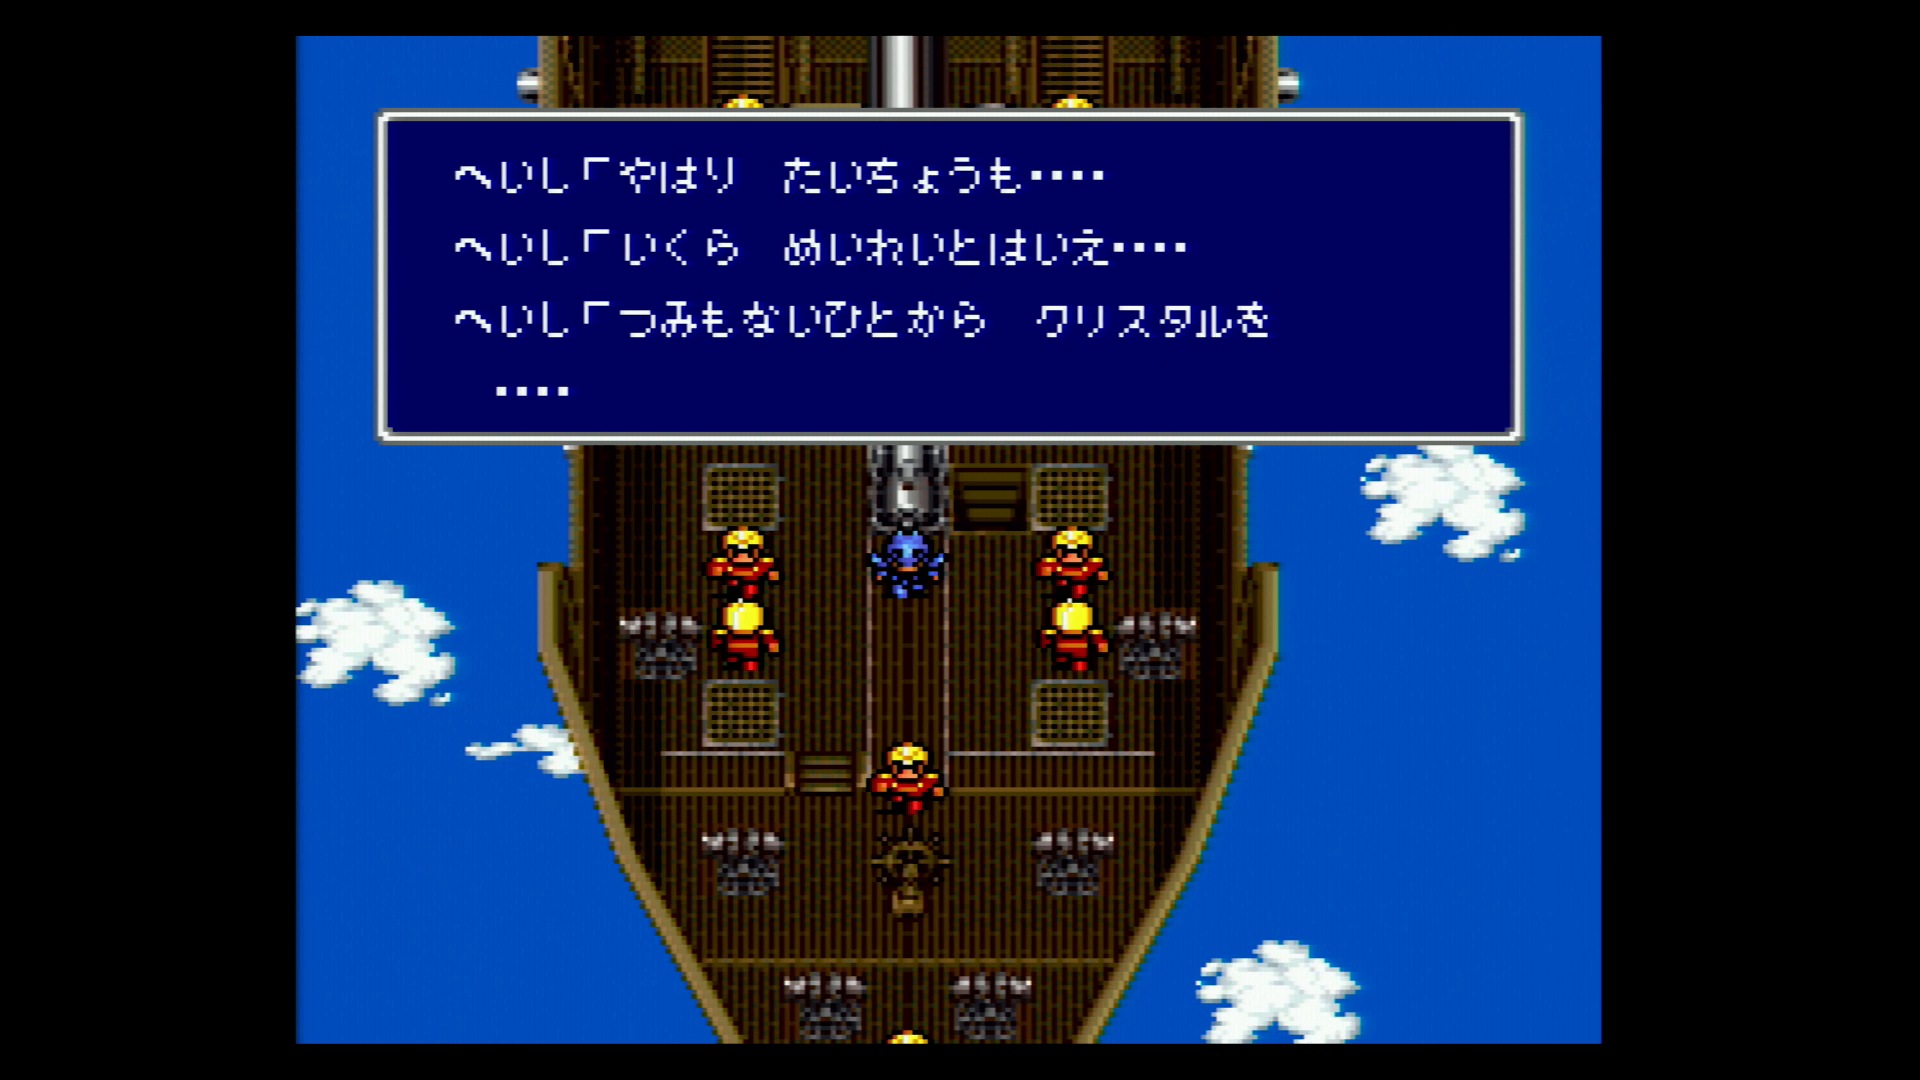 へいし「やはり　たいちょうも‥‥
へいし「いくら　めいれいとはいえ‥‥
へいし「つみもないひとから　クリスタルを
‥‥